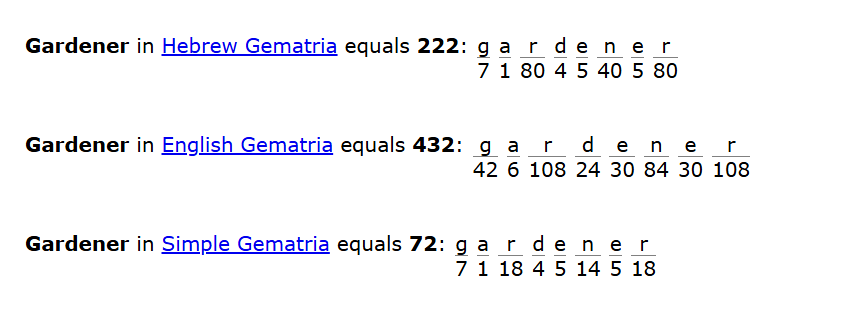 Gardener in Hebrew Gematria equals 222: g a r d e n e r
7 1 80 4 5 40 5 80
Gardener in English Gematria equals 432: g a r d e n e r
42 6 108 24 30 84 30 108
Gardener in Simple Gematria equals 72: g a r d e n e r
7 1 18 4 5 14 5 18